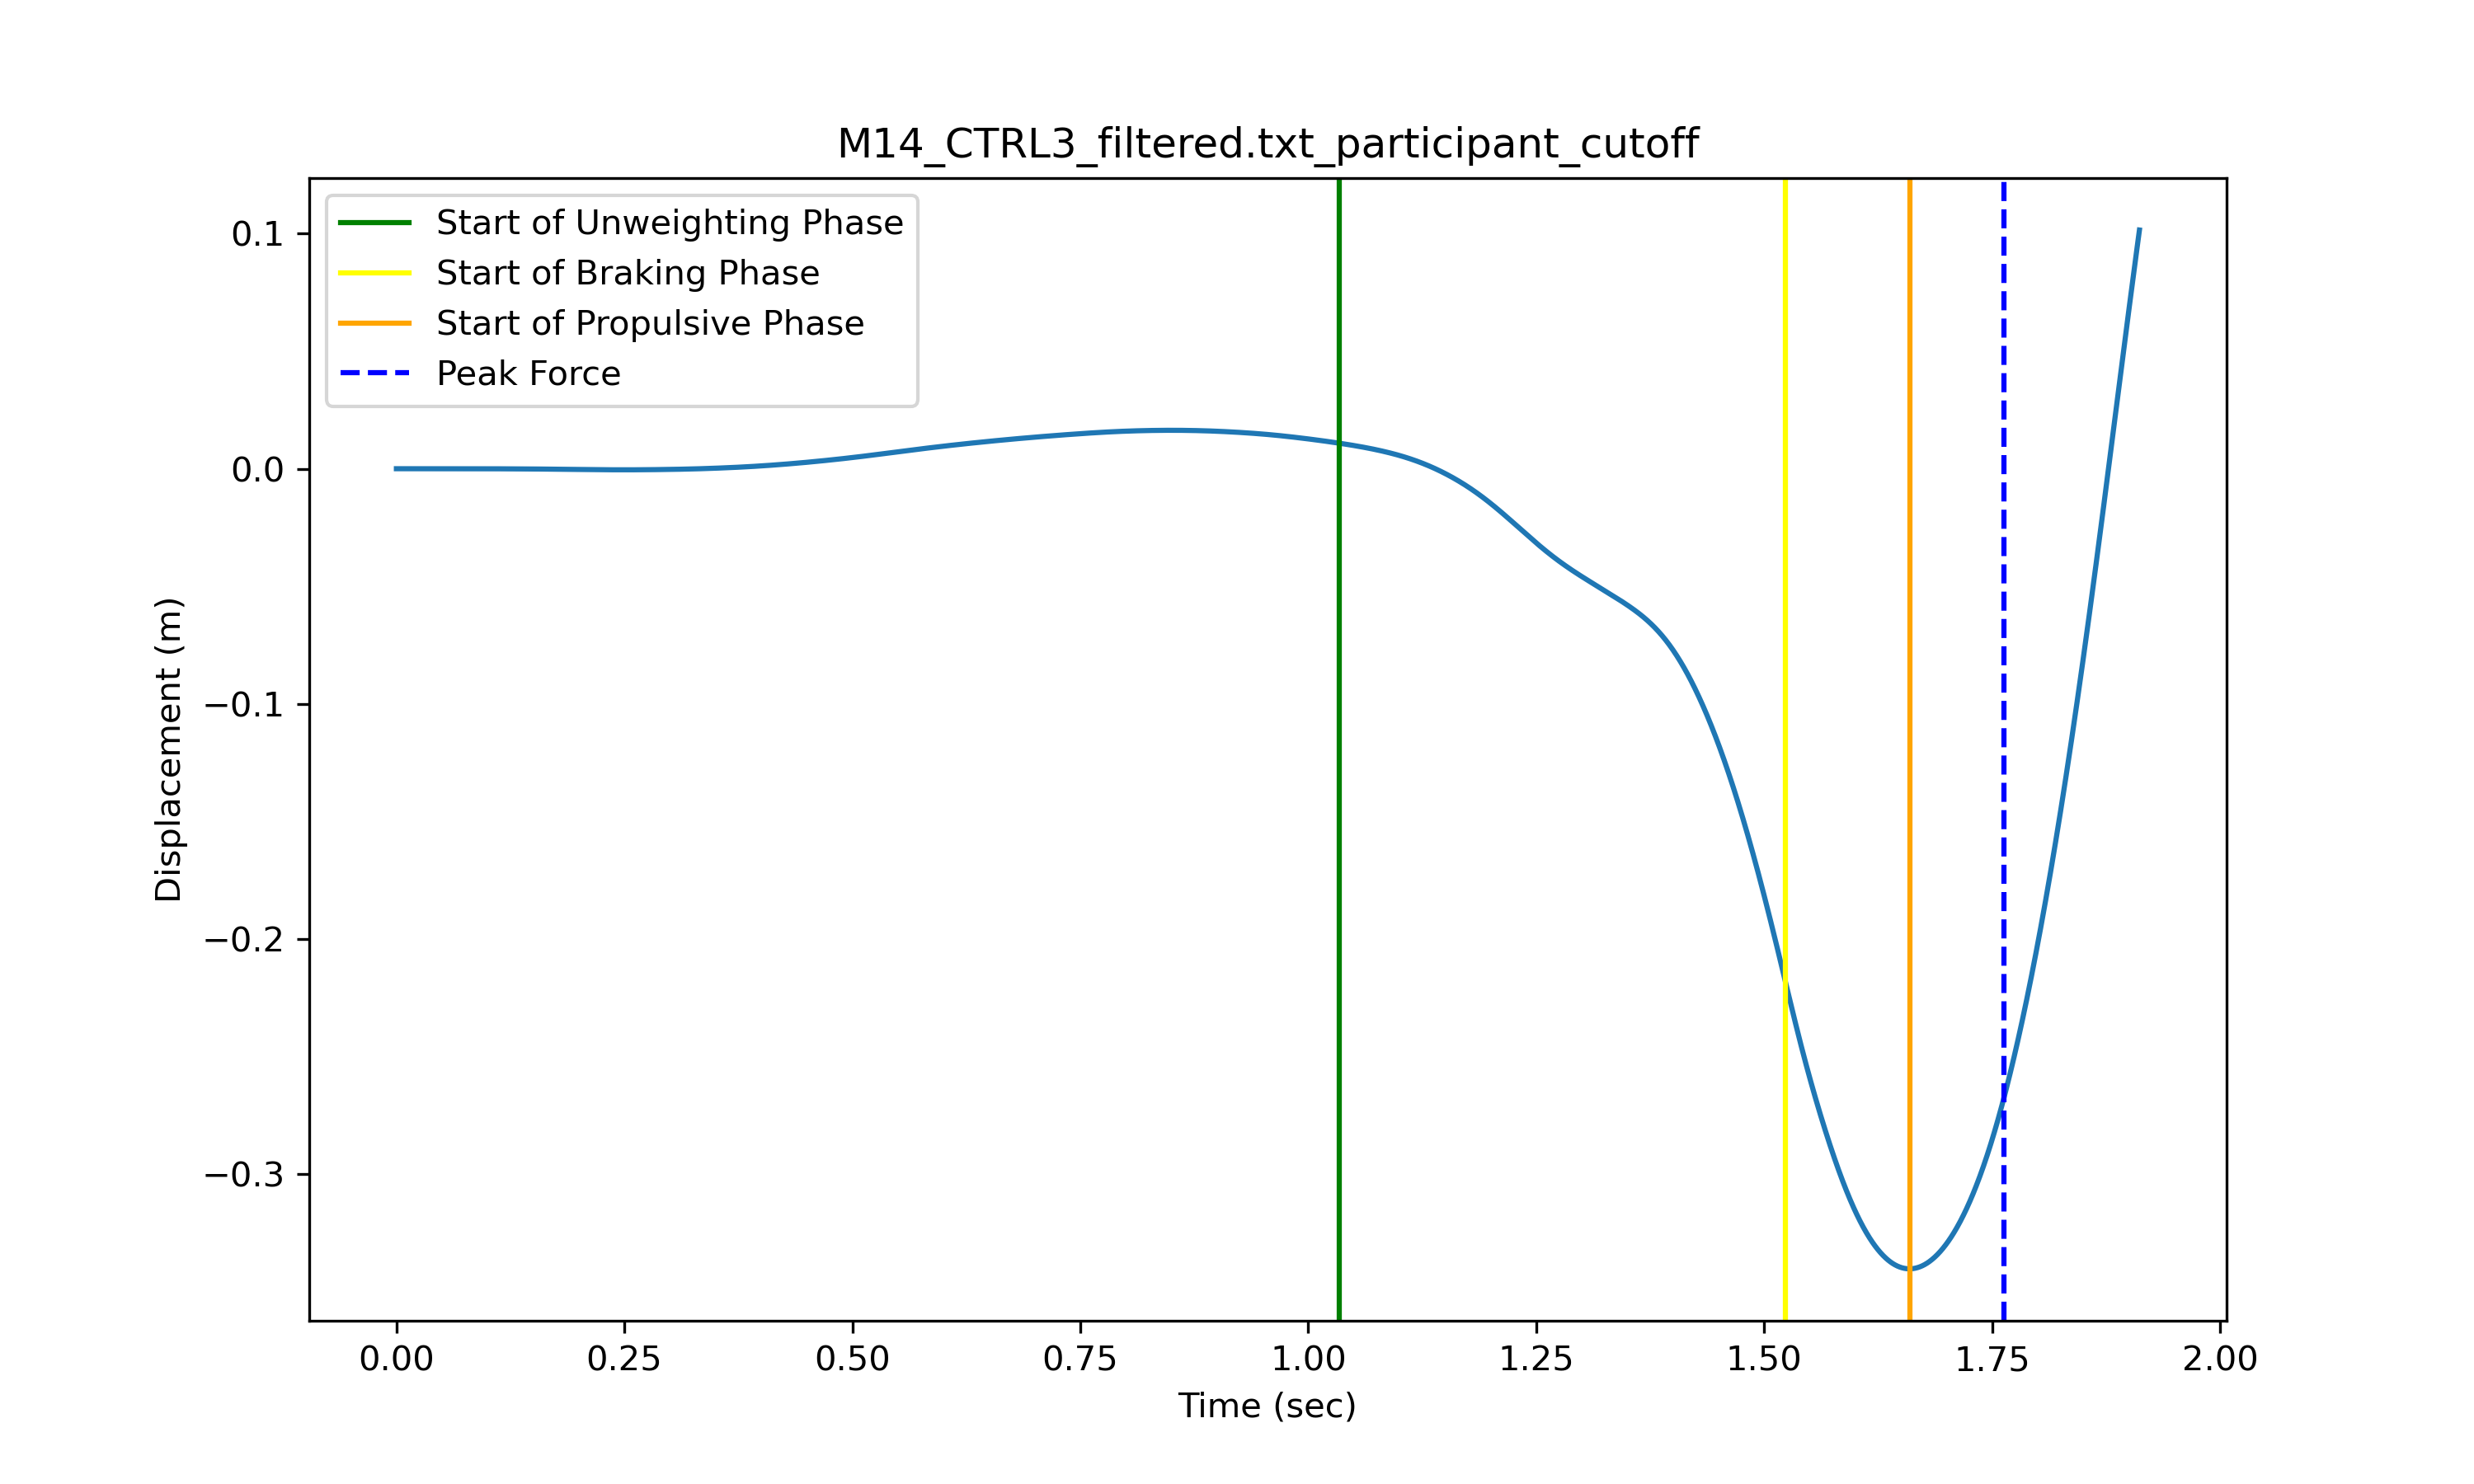 M14_CTRL3_filtered.txt_participant_cutoff
Start of Unweighting Phase
Start of Braking Phase
Start of Propulsive Phase
Peak Force
0.1
0.0
−0.1
−0.2
−0.3
Displacement (m)
0.00 0.25 0.50 0.75 1.00 1.25 1.50 1.75 2.00
Time (sec)